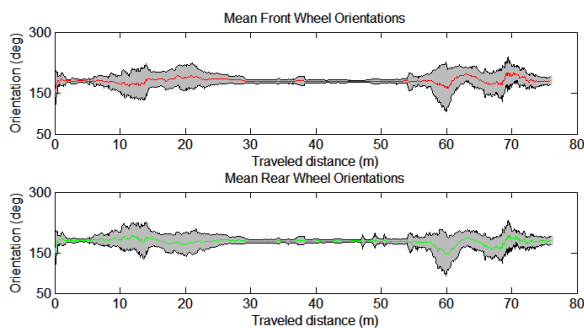 Mean Front Wheel Orientations
300
150
50
Orientation (deg)
0 10 20 30 40 50 60 70 80
Traveled distance (m)
Mean Rear Wheel Orientations
300
150
50
Orientation (deg)
0 10 20 30 40 50 60 70 80
Traveled distance (m)